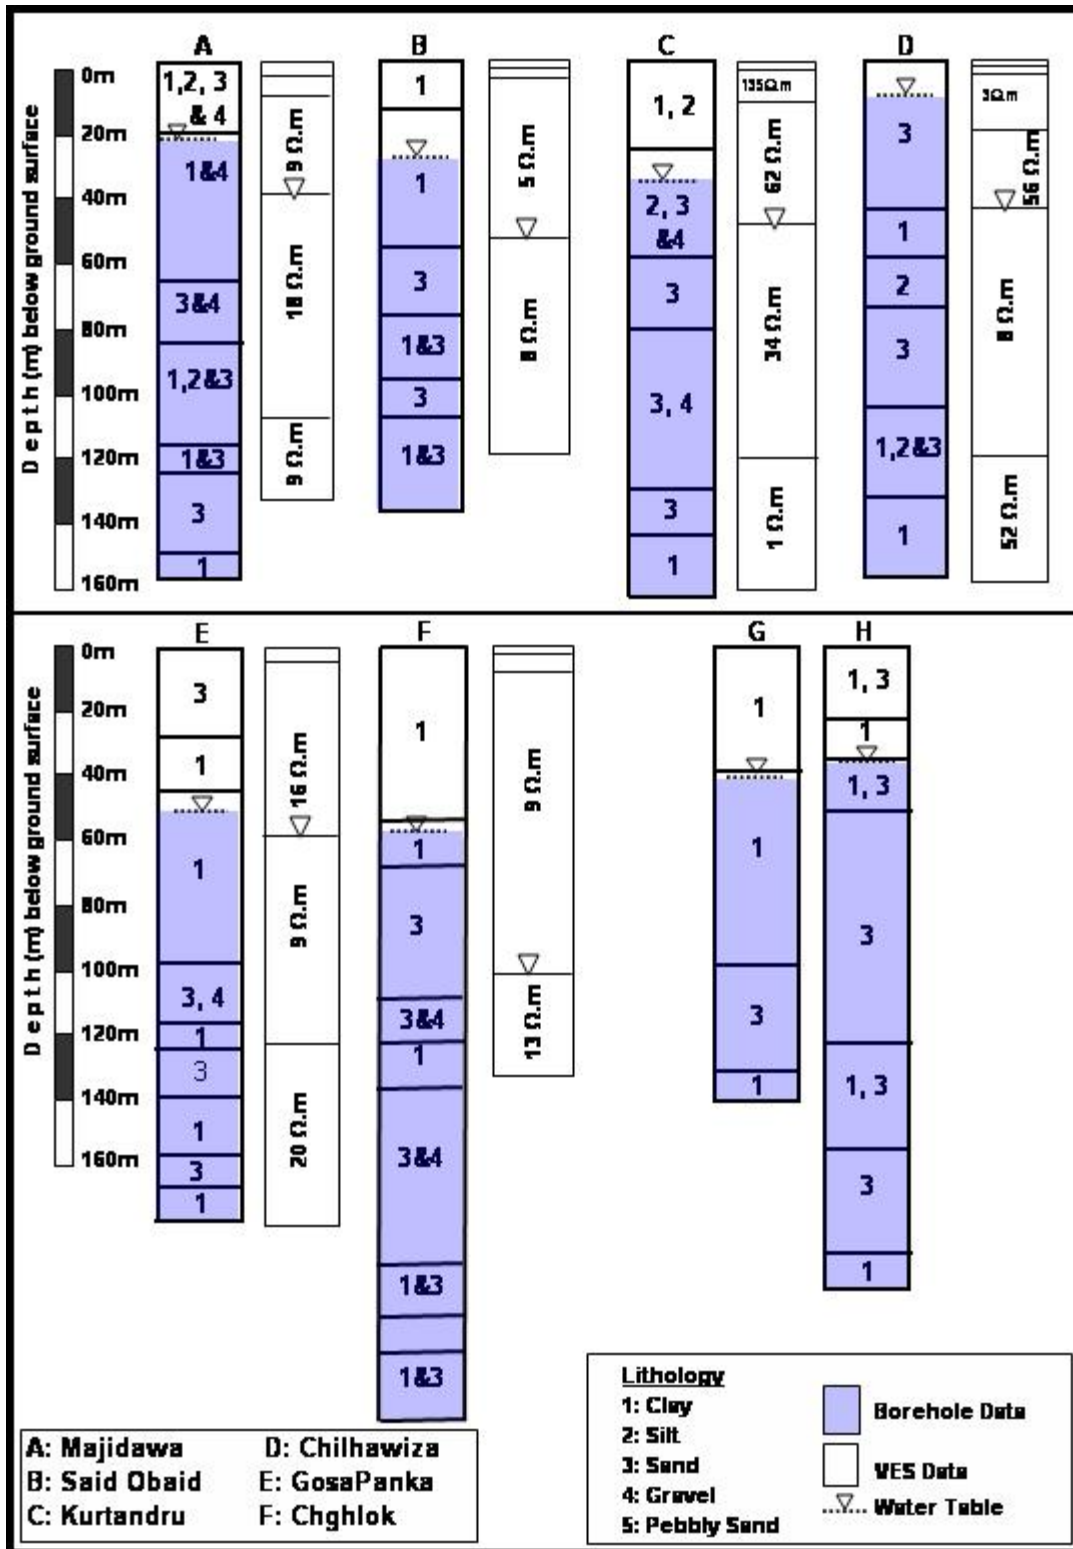 A
B
C
D
Depth (m) below ground surface
0m
20m
40m
60m
80m
100m
120m
140m
160m
1,2, 3
& 4
1&4
3&4
1,2&3
1&3
3
1
9 Ω.m
18 Ω.m
9 Ω.m
1
1
3
1&3
3
1&3
5 Ω.m
8 Ω.m
1, 2
2, 3
&4
3
3, 4
3
1
135Ωm
62 Ω.m
34 Ω.m
1 Ω.m
3
1
2
3
1,2&3
1
3Ωm
56 Ω.m
8 Ω.m
52 Ω.m
E
F
G
H
Depth (m) below ground surface
0m
20m
40m
60m
80m
100m
120m
140m
160m
3
1
1
3, 4
1
3
1
3
1
16 Ω.m
9 Ω.m
20 Ω.m
1
1
3
3&4
1
3&4
1&3
1&3
9 Ω.m
13 Ω.m
1
1
3
1
1, 3
1
1, 3
3
1, 3
3
1
A: Majidawa
D: Chilhawiza
B: Said Obaid
E: GosaPanka
C: Kurtandru
F: Chghlok
Lithology
1: Clay
2: Silt
3: Sand
4: Gravel
5: Pebbly Sand
Borehole Data
VES Data
Water Table